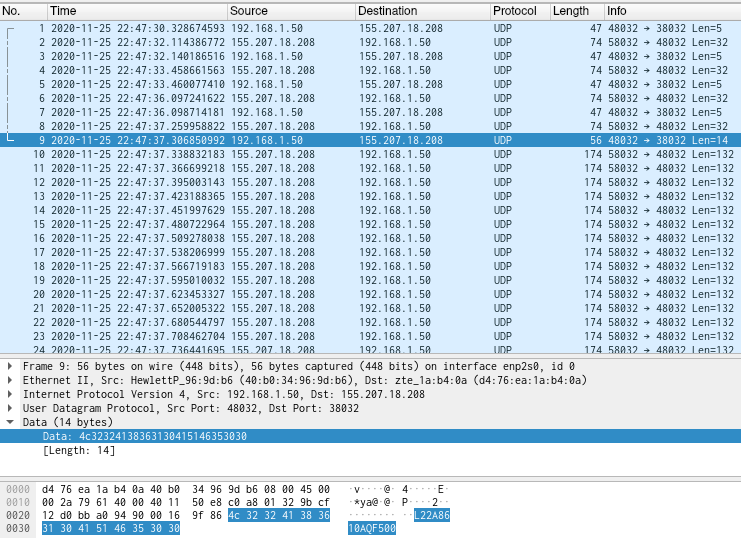 No. Time Source Destination Protocol Length Info
1 2020-11-25 22:47:30.328674593 192.168.1.50 155.207.18.208 UDP 47 48032 → 38032 Len=5
2 2020-11-25 22:47:32.114386772 155.207.18.208 192.168.1.50 UDP 74 58032 → 48032 Len=32
3 2020-11-25 22:47:32.140186516 192.168.1.50 155.207.18.208 UDP 47 48032 → 38032 Len=5
4 2020-11-25 22:47:33.458661563 155.207.18.208 192.168.1.50 UDP 74 58032 → 48032 Len=32
5 2020-11-25 22:47:33.460077410 192.168.1.50 155.207.18.208 UDP 47 48032 → 38032 Len=5
6 2020-11-25 22:47:36.097241622 155.207.18.208 192.168.1.50 UDP 74 58032 → 48032 Len=32
7 2020-11-25 22:47:36.098714181 192.168.1.50 155.207.18.208 UDP 47 48032 → 38032 Len=5
8 2020-11-25 22:47:37.259958822 155.207.18.208 192.168.1.50 UDP 74 58032 → 48032 Len=32
9 2020-11-25 22:47:37.306850992 192.168.1.50 155.207.18.208 UDP 56 48032 → 38032 Len=14
10 2020-11-25 22:47:37.338832183 155.207.18.208 192.168.1.50 UDP 174 58032 → 48032 Len=132
11 2020-11-25 22:47:37.366699218 155.207.18.208 192.168.1.50 UDP 174 58032 → 48032 Len=132
12 2020-11-25 22:47:37.395003143 155.207.18.208 192.168.1.50 UDP 174 58032 → 48032 Len=132
13 2020-11-25 22:47:37.423188365 155.207.18.208 192.168.1.50 UDP 174 58032 → 48032 Len=132
14 2020-11-25 22:47:37.451997629 155.207.18.208 192.168.1.50 UDP 174 58032 → 48032 Len=132
15 2020-11-25 22:47:37.480722964 155.207.18.208 192.168.1.50 UDP 174 58032 → 48032 Len=132
16 2020-11-25 22:47:37.509278038 155.207.18.208 192.168.1.50 UDP 174 58032 → 48032 Len=132
17 2020-11-25 22:47:37.538206999 155.207.18.208 192.168.1.50 UDP 174 58032 → 48032 Len=132
18 2020-11-25 22:47:37.566719183 155.207.18.208 192.168.1.50 UDP 174 58032 → 48032 Len=132
19 2020-11-25 22:47:37.595010032 155.207.18.208 192.168.1.50 UDP 174 58032 → 48032 Len=132
20 2020-11-25 22:47:37.623453327 155.207.18.208 192.168.1.50 UDP 174 58032 → 48032 Len=132
21 2020-11-25 22:47:37.652005322 155.207.18.208 192.168.1.50 UDP 174 58032 → 48032 Len=132
22 2020-11-25 22:47:37.680544797 155.207.18.208 192.168.1.50 UDP 174 58032 → 48032 Len=132
23 2020-11-25 22:47:37.708462704 155.207.18.208 192.168.1.50 UDP 174 58032 → 48032 Len=132
24 2020-11-25 22:47:37.736441695 155.207.18.208 192.168.1.50 UDP 174 58032 → 48032 Len=132
Frame 9: 56 bytes on wire (448 bits), 56 bytes captured (448 bits) on interface enp2s0, id 0
Ethernet II, Src: HewlettP_96:9d:b6 (40:b0:34:96:9d:b6), Dst: zte_1a:b4:0a (d4:76:ea:1a:b4:0a)
Internet Protocol Version 4, Src: 192.168.1.50, Dst: 155.207.18.208
User Datagram Protocol, Src Port: 48032, Dst Port: 38032
Data (14 bytes)
Data: 4c32324138363130415146353030
[Length: 14]
0000 d4 76 ea 1a b4 0a 40 b0 34 96 9d b6 08 00 45 00 ·v····@· 4·····E·
0010 00 2a 79 61 40 00 40 11 50 e8 c0 a8 01 32 9b cf ·*ya@·@· P····2··
0020 12 d0 bb a0 94 90 00 16 9f 86 4c 32 32 41 38 36 ········ ··L22A86
0030 31 30 41 51 46 35 30 30 10AQF500